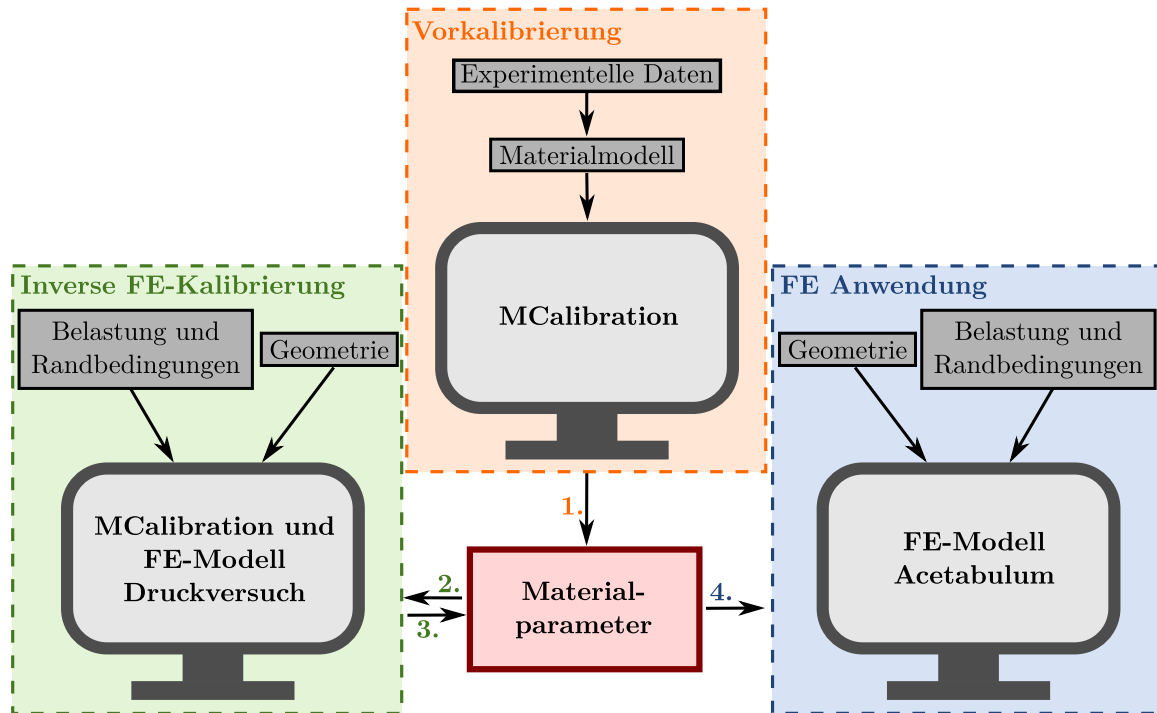 Vorkalibrierung
Experimentelle Daten
Materialmodell
MCalibration
Inverse FE-Kalibrierung
Belastung und
Randbedingungen
Geometrie
MCalibration und
FE-Modell
Druckversuch
FE Anwendung
Geometrie
Belastung und
Randbedingungen
FE-Modell
Acetabulum
1.
2.
3.
Material-
parameter
4.